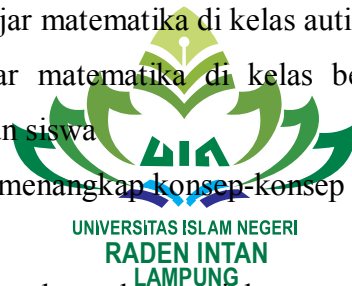 jar matematika di kelas auti
ar matematika di kelas be
n siswa
menangkap konsep-konsep
UNIVERSITAS ISLAM NEGERI
RADEN INTAN
LAMPUNG